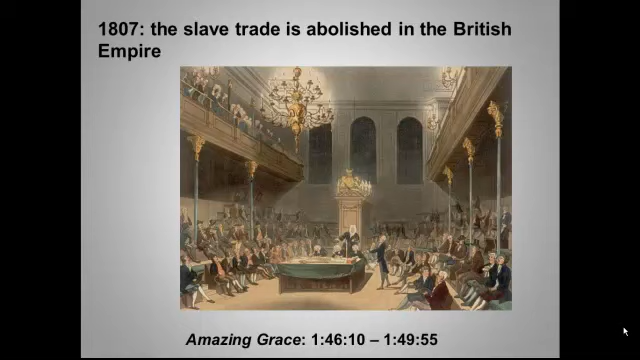 1807: the slave trade is abolished in the British
Empire
Amazing Grace: 1:46:10 – 1:49:55